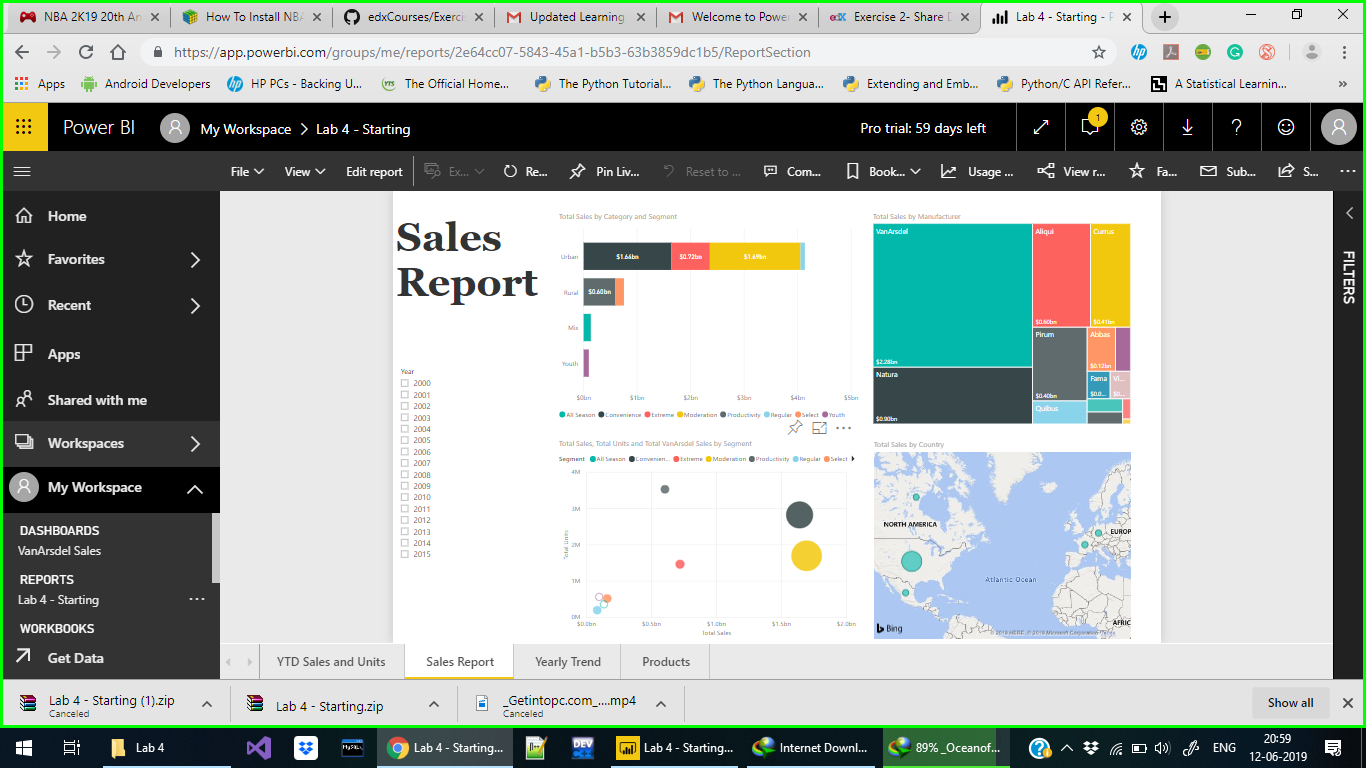 NBA 2K19 20th An
How To Install NBA
edxCourses/Exerci
Updated Learning
Welcome to Power
edX Exercise 2- Share D
Lab 4 - Starting - P
https://app.powerbi.com/groups/me/reports/2e64cc07-5843-45a1-b5b3-63b3859dc1b5/ReportSection
Apps Android Developers HP PCs - Backing U... The Official Home... The Python Tutorial... The Python Langua... Extending and Emb... Python/C API Refer... A Statistical Learnin... »
Power BI My Workspace > Lab 4 - Starting Pro trial: 59 days left 1
File View Edit report Ex... Re... Pin Liv... Reset to ... Com... Book... Usage ... View r... Fa... Sub... S... ...
Home
Favorites
Recent
Apps
Shared with me
Workspaces
My Workspace
DASHBOARDS
VanArsdel Sales
REPORTS
Lab 4 - Starting ...
WORKBOOKS
Get Data
Sales
Report
Year
2000
2001
2002
2003
2004
2005
2006
2007
2008
2009
2010
2011
2012
2013
2014
2015
Total Sales by Category and Segment
Urban $1.66bn $0.72bn $1.69bn
Rural $0.60bn
Mix
Youth
$0bn $1bn $2bn $3bn $4bn $5bn
All Season Convenience Extreme Moderation Productivity Regular Select Youth
Total Sales, Total Units and Total VanArsdel Sales by Segment
Segment All Season Convenien... Extreme Moderation Productivity Regular Select
4M
3M
2M
1M
0M
Total Units
$0.0bn $0.5bn $1.0bn $1.5bn $2.0bn
Total Sales
Total Sales by Manufacturer
VanArsdel
$2.28bn
Natura
$0.90bn
Aliqui
$0.60bn
Currus
$0.41bn
Pirum
$0.40bn
Abbas
$0.12bn
Fama
$0.0...
Vi...
$0...
Quibus
Total Sales by Country
NORTH AMERICA
EUROP
Atlantic Ocean
AFRIC
Bing
© 2019 HERE, © 2019 Microsoft Corporation Terms
FILTERS
YTD Sales and Units Sales Report Yearly Trend Products
Lab 4 - Starting (1).zip
Canceled
Lab 4 - Starting.zip
_Getintopc.com_....mp4
Canceled
Show all
Lab 4
MySQL
Lab 4 - Starting...
DEV
Lab 4 - Starting...
Internet Downl...
89% _Oceanof...
ENG
20:59
12-06-2019